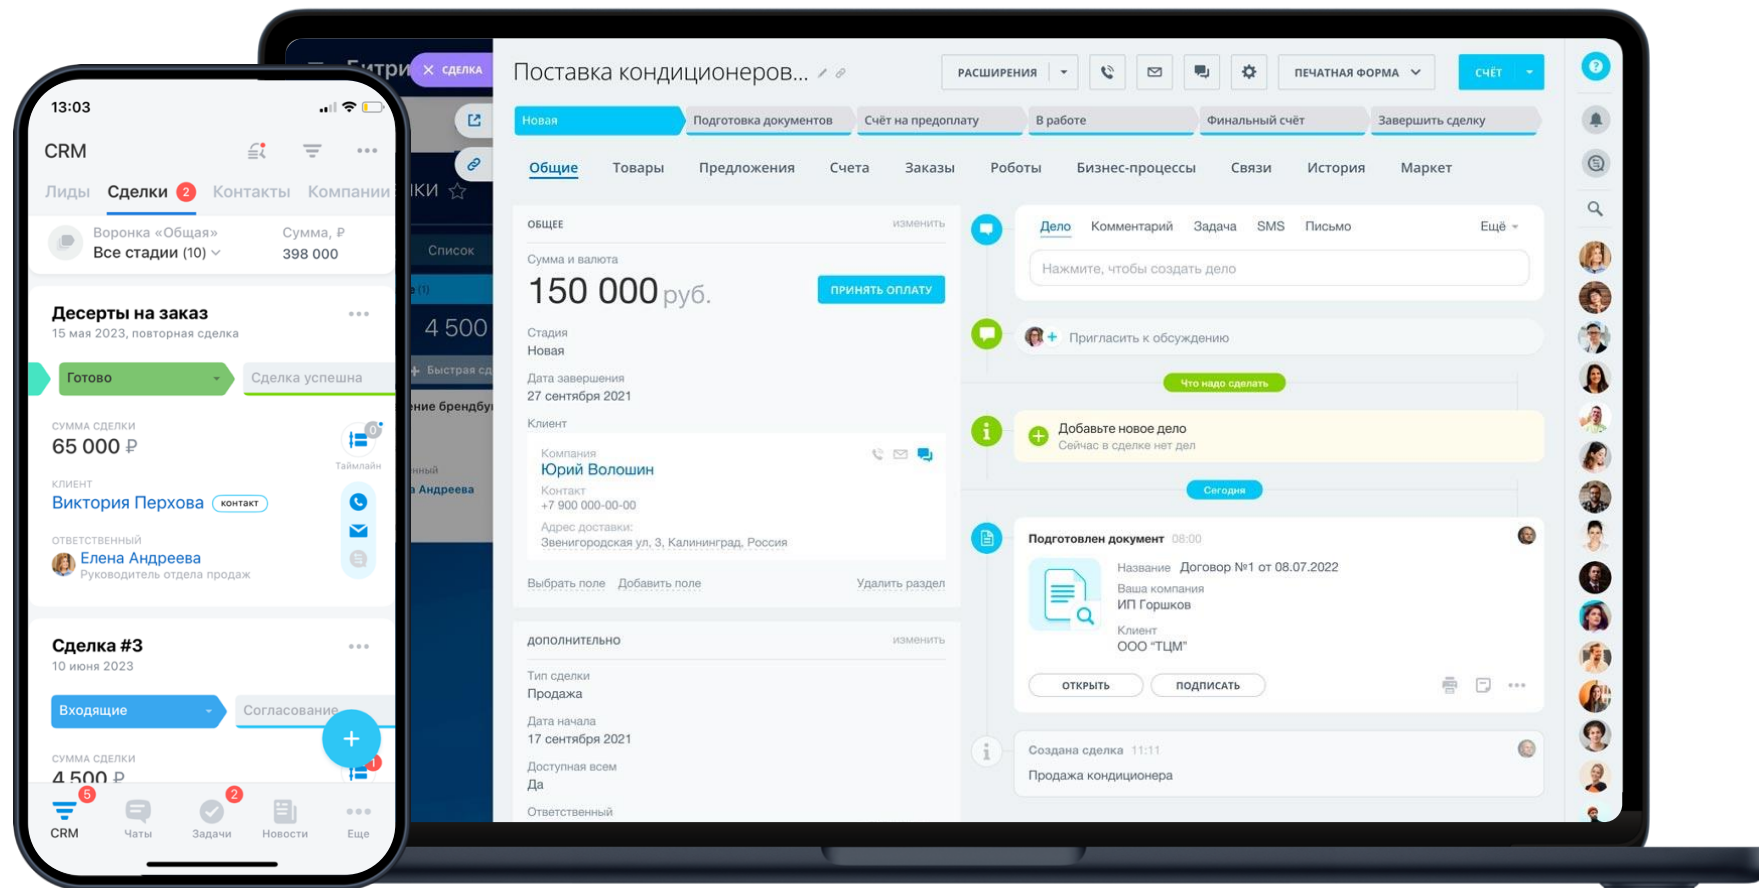 13:03
CRM
Лиды Сделки 2 Контакты Компании
Воронка «Общая» Сумма, ₽
Все стадии (10) 398 000
Десерты на заказ
15 мая 2023, повторная сделка
Готово Сделка успешна
СУММА СДЕЛКИ
65 000 ₽
0
Таймлайн
КЛИЕНТ
Виктория Перхова контакт
ОТВЕТСТВЕННЫЙ
Елена Андреева
Руководитель отдела продаж
Сделка #3
10 июня 2023
Входящие Согласование
СУММА СДЕЛКИ
4 500 ₽
1
5 2
CRM Чаты Задачи Новости Еще
СДЕЛКА
Список
(1)
4 500
Быстрая сд
ение брендбу
нный
а Андреева
Поставка кондиционеров...
РАСШИРЕНИЯ ПЕЧАТНАЯ ФОРМА СЧЁТ
Новая Подготовка документов Счёт на предоплату В работе Финальный счёт Завершить сделку
Общие Товары Предложения Счета Заказы Роботы Бизнес-процессы Связи История Маркет
ОБЩЕЕ изменить
Сумма и валюта
150 000 руб. ПРИНЯТЬ ОПЛАТУ
Стадия
Новая
Дата завершения
27 сентября 2021
Клиент
Компания
Юрий Волошин
Контакт
+7 900 000-00-00
Адрес доставки:
Звенигородская ул, 3, Калининград, Россия
Выбрать поле Добавить поле Удалить раздел
ДОПОЛНИТЕЛЬНО изменить
Тип сделки
Продажа
Дата начала
17 сентября 2021
Доступная всем
Да
Ответственный
Дело Комментарий Задача SMS Письмо Ещё
Нажмите, чтобы создать дело
Пригласить к обсуждению
Что надо сделать
Добавьте новое дело
Сейчас в сделке нет дел
Сегодня
Подготовлен документ 08:00
Название Договор №1 от 08.07.2022
Ваша компания
ИП Горшков
Клиент
ООО "ТЦМ"
ОТКРЫТЬ ПОДПИСАТЬ
Создана сделка 11:11
Продажа кондиционера